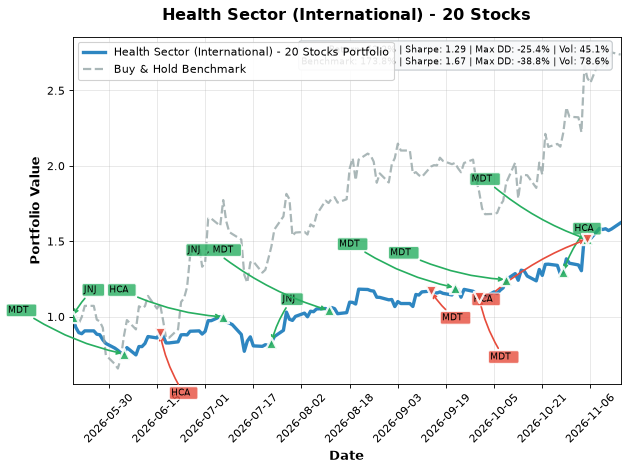 Health Sector (International) - 20 Stocks
Health Sector (International) - 20 Stocks Portfolio
| Sharpe: 1.29 | Max DD: -25.4% | Vol: 45.1%
Buy & Hold Benchmark
Benchmark: 173.8% | Sharpe: 1.67 | Max DD: -38.8% | Vol: 78.6%
Portfolio Value
2.5
2.0
1.5
1.0
MDT
HCA
MDT
MDT
JNJ, MDT
JNJ
HCA
JNJ
HCA
MDT
MDT
MDT
HCA
2026-05-30
2026-06-15
2026-07-01
2026-07-17
2026-08-02
2026-08-18
2026-09-03
2026-09-19
2026-10-05
2026-10-21
2026-11-06
Date